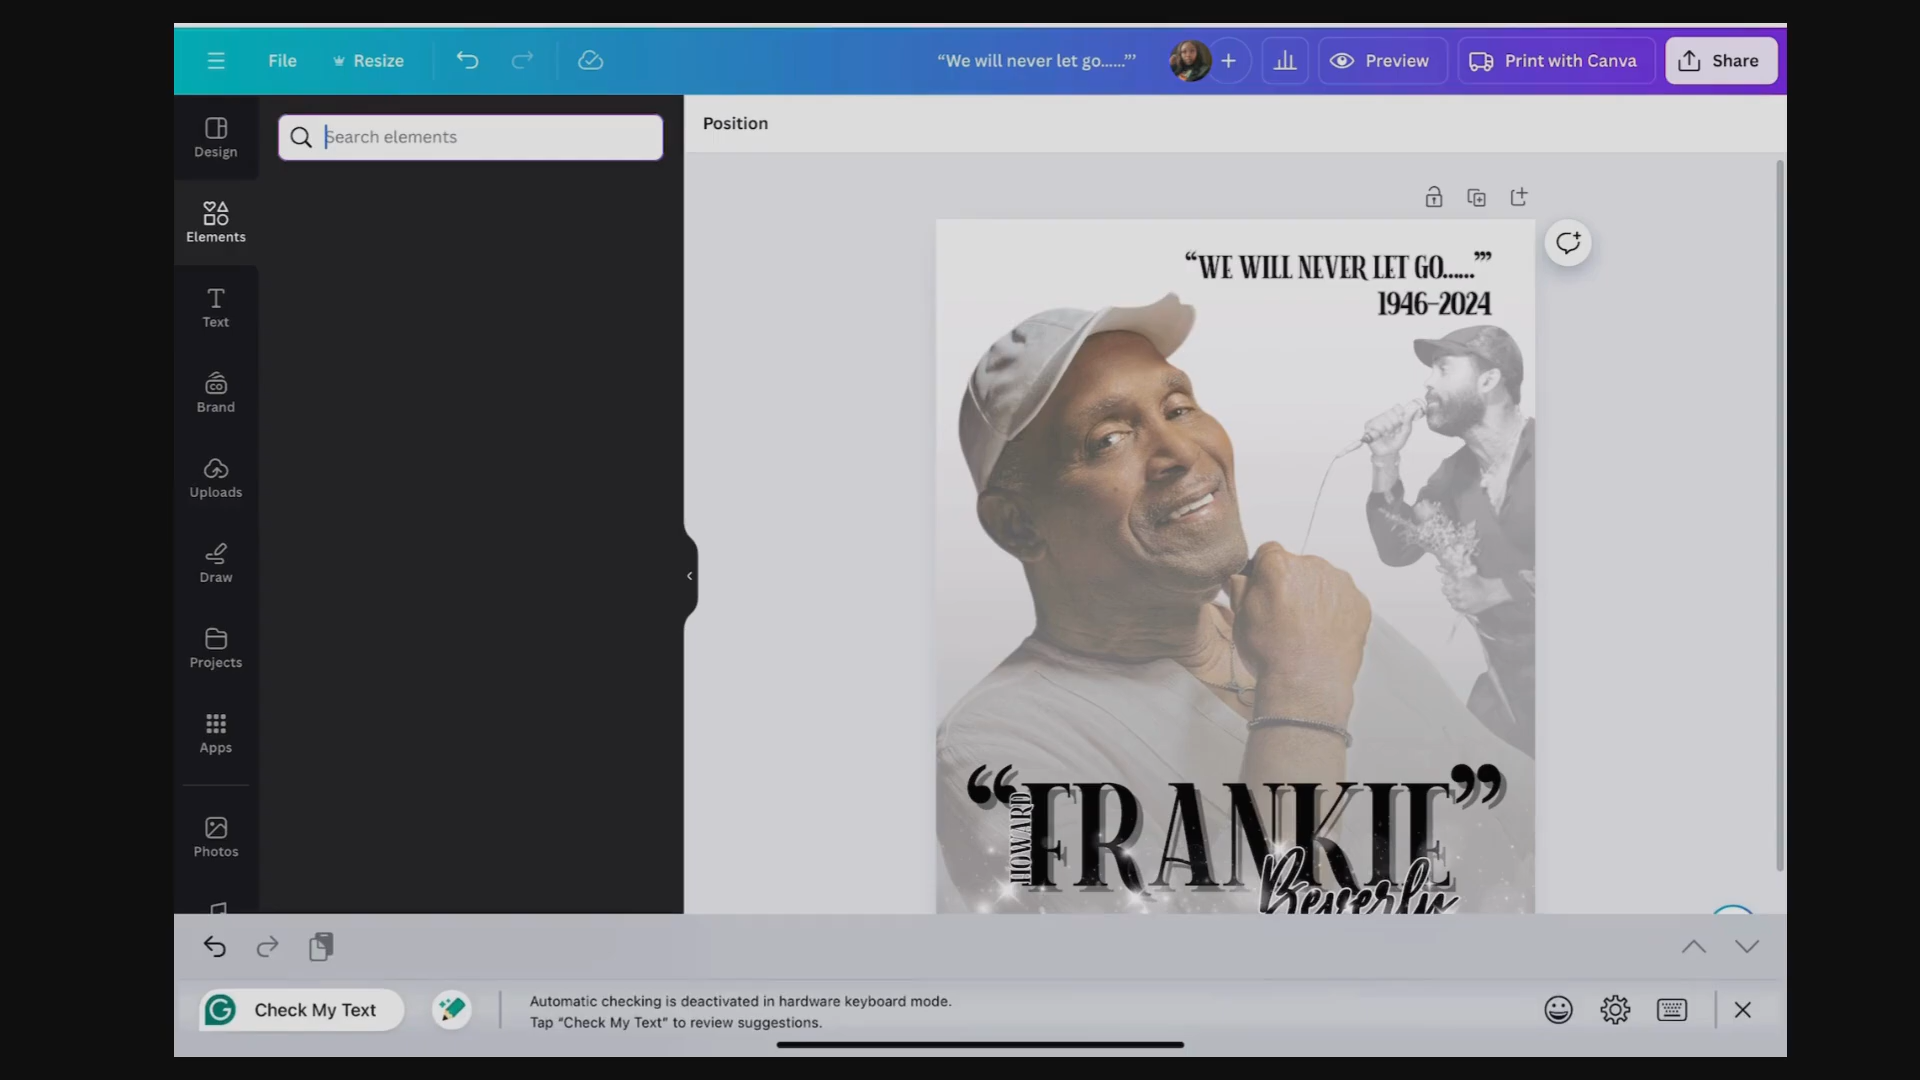 File
Resize
“We will never let go......”
Preview
Print with Canva
Share
Design
Search elements
Position
Elements
Text
Brand
CO
Uploads
Draw
Projects
Apps
Photos
“WE WILL NEVER LET GO......”
1946-2024
“FRANKIE”
HOWARD
Beverly
Check My Text
Automatic checking is deactivated in hardware keyboard mode.
Tap “Check My Text” to review suggestions.